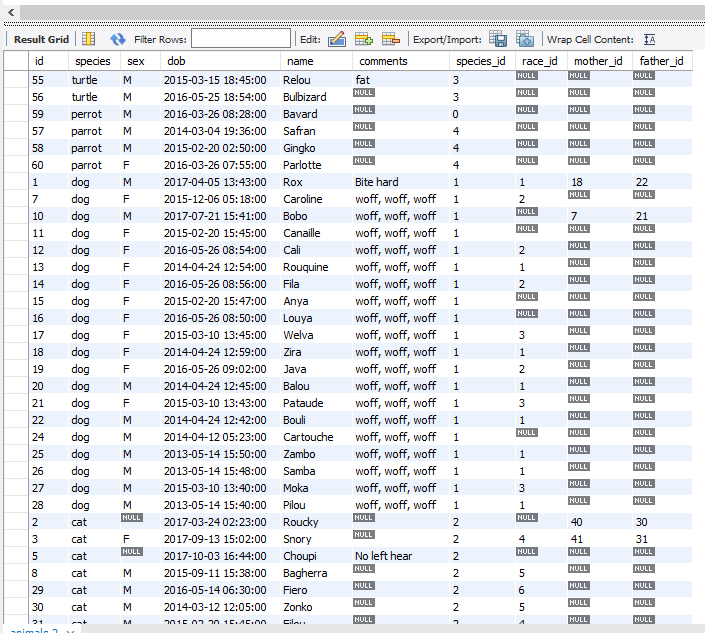 Result Grid Filter Rows: Edit: Export/Import: Wrap Cell Content:
id species sex dob name comments species_id race_id mother_id father_id
55 turtle M 2015-03-15 18:45:00 Relou fat 3 NULL NULL NULL
56 turtle M 2016-05-25 18:54:00 Bulbizard NULL 3 NULL NULL NULL
59 perrot M 2016-03-26 08:28:00 Bavard NULL 0 NULL NULL NULL
57 parrot M 2014-03-04 19:36:00 Safran NULL 4 NULL NULL NULL
58 parrot M 2015-02-20 02:50:00 Gingko NULL 4 NULL NULL NULL
60 parrot F 2016-03-26 07:55:00 Parlotte NULL 4 NULL NULL NULL
1 dog M 2017-04-05 13:43:00 Rox Bite hard 1 1 18 22
7 dog F 2015-12-06 05:18:00 Caroline woff, woff, woff 1 2 NULL NULL
10 dog M 2017-07-21 15:41:00 Bobo woff, woff, woff 1 NULL 7 21
11 dog F 2015-02-20 15:45:00 Canaille woff, woff, woff 1 NULL NULL NULL
12 dog F 2016-05-26 08:54:00 Cali woff, woff, woff 1 2 NULL NULL
13 dog F 2014-04-24 12:54:00 Rouquine woff, woff, woff 1 1 NULL NULL
14 dog F 2016-05-26 08:56:00 Fila woff, woff, woff 1 2 NULL NULL
15 dog F 2015-02-20 15:47:00 Anya woff, woff, woff 1 NULL NULL NULL
16 dog F 2016-05-26 08:50:00 Louya woff, woff, woff 1 NULL NULL NULL
17 dog F 2015-03-10 13:45:00 Welva woff, woff, woff 1 3 NULL NULL
18 dog F 2014-04-24 12:59:00 Zira woff, woff, woff 1 1 NULL NULL
19 dog F 2016-05-26 09:02:00 Java woff, woff, woff 1 2 NULL NULL
20 dog M 2014-04-24 12:45:00 Balou woff, woff, woff 1 1 NULL NULL
21 dog F 2015-03-10 13:43:00 Pataude woff, woff, woff 1 3 NULL NULL
22 dog M 2014-04-24 12:42:00 Bouli woff, woff, woff 1 1 NULL NULL
24 dog M 2014-04-12 05:23:00 Cartouche woff, woff, woff 1 NULL NULL NULL
25 dog M 2013-05-14 15:50:00 Zambo woff, woff, woff 1 1 NULL NULL
26 dog M 2013-05-14 15:48:00 Samba woff, woff, woff 1 1 NULL NULL
27 dog M 2015-03-10 13:40:00 Moka woff, woff, woff 1 3 NULL NULL
28 dog M 2013-05-14 15:40:00 Pilou woff, woff, woff 1 1 NULL NULL
2 cat NULL 2017-03-24 02:23:00 Roucky NULL 2 NULL 40 30
3 cat F 2017-09-13 15:02:00 Snory NULL 2 4 41 31
5 cat NULL 2017-10-03 16:44:00 Choupi No left hear 2 NULL NULL NULL
8 cat M 2015-09-11 15:38:00 Bagherra NULL 2 5 NULL NULL
29 cat M 2016-05-14 06:30:00 Fiero NULL 2 6 NULL NULL
30 cat M 2014-03-12 12:05:00 Zonko NULL 2 5 NULL NULL
31 cat M 2015-02-20 15:45:00 Filou NULL 2 4 NULL NULL